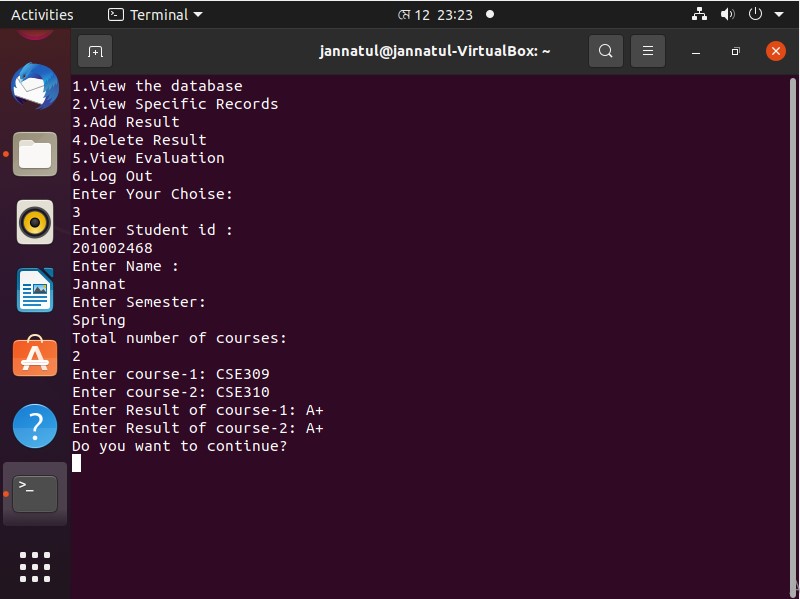 Activities
Terminal
মে 12 23:23
jannatul@jannatul-VirtualBox: ~
1.View the database
2.View Specific Records
3.Add Result
4.Delete Result
5.View Evaluation
6.Log Out
Enter Your Choise:
3
Enter Student id :
201002468
Enter Name :
Jannat
Enter Semester:
Spring
Total number of courses:
2
Enter course-1: CSE309
Enter course-2: CSE310
Enter Result of course-1: A+
Enter Result of course-2: A+
Do you want to continue?